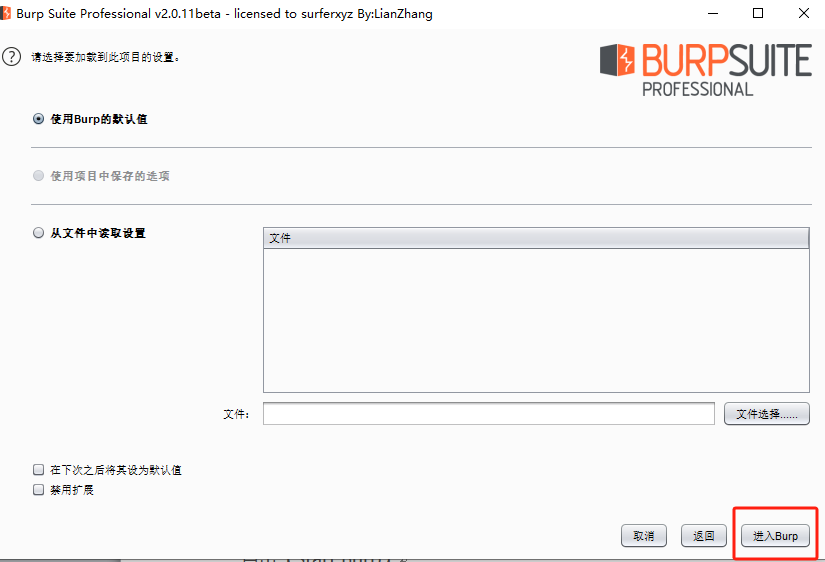 Burp Suite Professional v2.0.11beta - licensed to surferxyz By:LianZhang
? 请选择要加载到此项目的设置。
BURPSUITE
PROFESSIONAL
使用Burp的默认值
使用项目中保存的选项
从文件中读取设置
文件
文件:
文件选择......
在下次之后将其设为默认值
禁用扩展
取消 返回 进入Burp